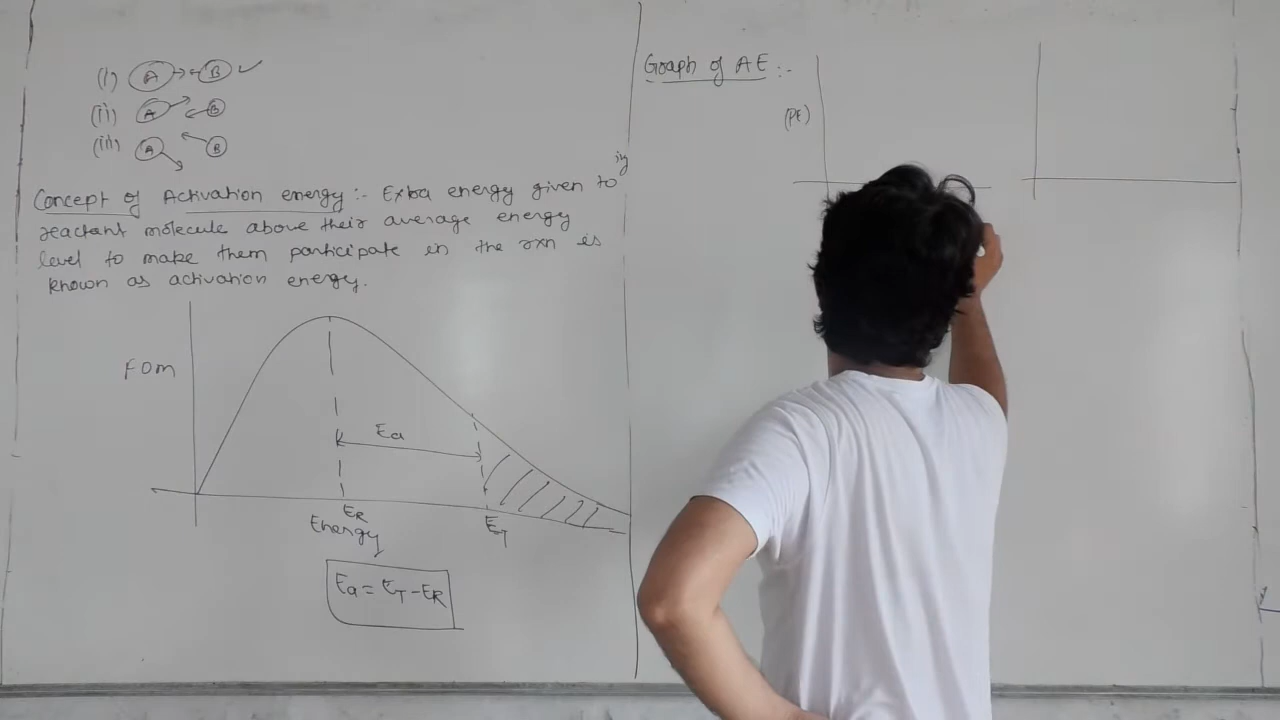 (i) A B ✓
(ii) A B
(iii) A B
Concept of Activation energy :- Extra energy given to
reactant molecule above their average energy
level to make them participate in the rxn is
known as activation energy.
FOM
Ea
ER
ET
Energy
Ea = ET - ER
Graph of AE :-
(PE)